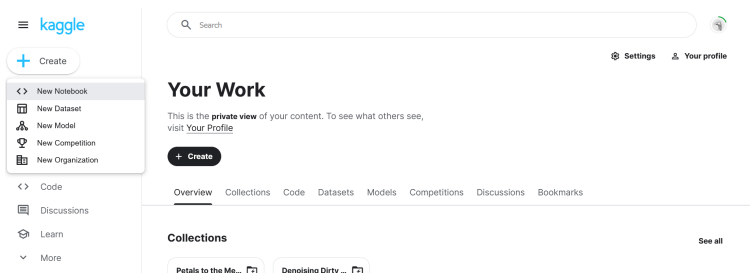 kaggle
Search
Create
Settings
Your profile
New Notebook
New Dataset
New Model
New Competition
New Organization
Your Work
This is the private view of your content. To see what others see,
visit Your Profile
+ Create
Code
Discussions
Learn
More
Overview Collections Code Datasets Models Competitions Discussions Bookmarks
Collections
See all
Petals to the Me...
Denoising Dirty ...